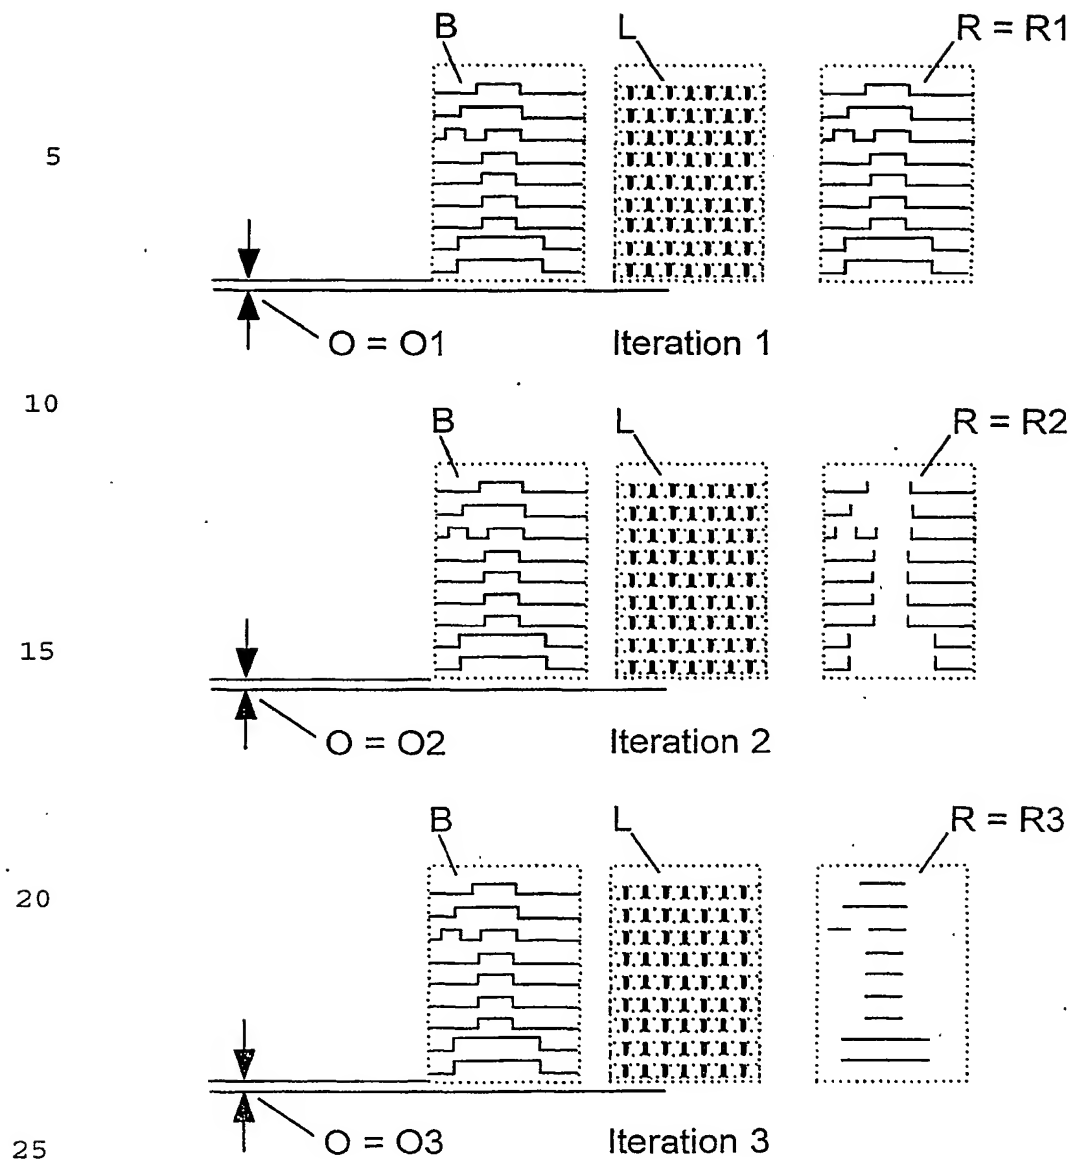 B L R = R1
5
O = O1 Iteration 1
10
B L R = R2
15
O = O2 Iteration 2
B L R = R3
20
O = O3 Iteration 3
25